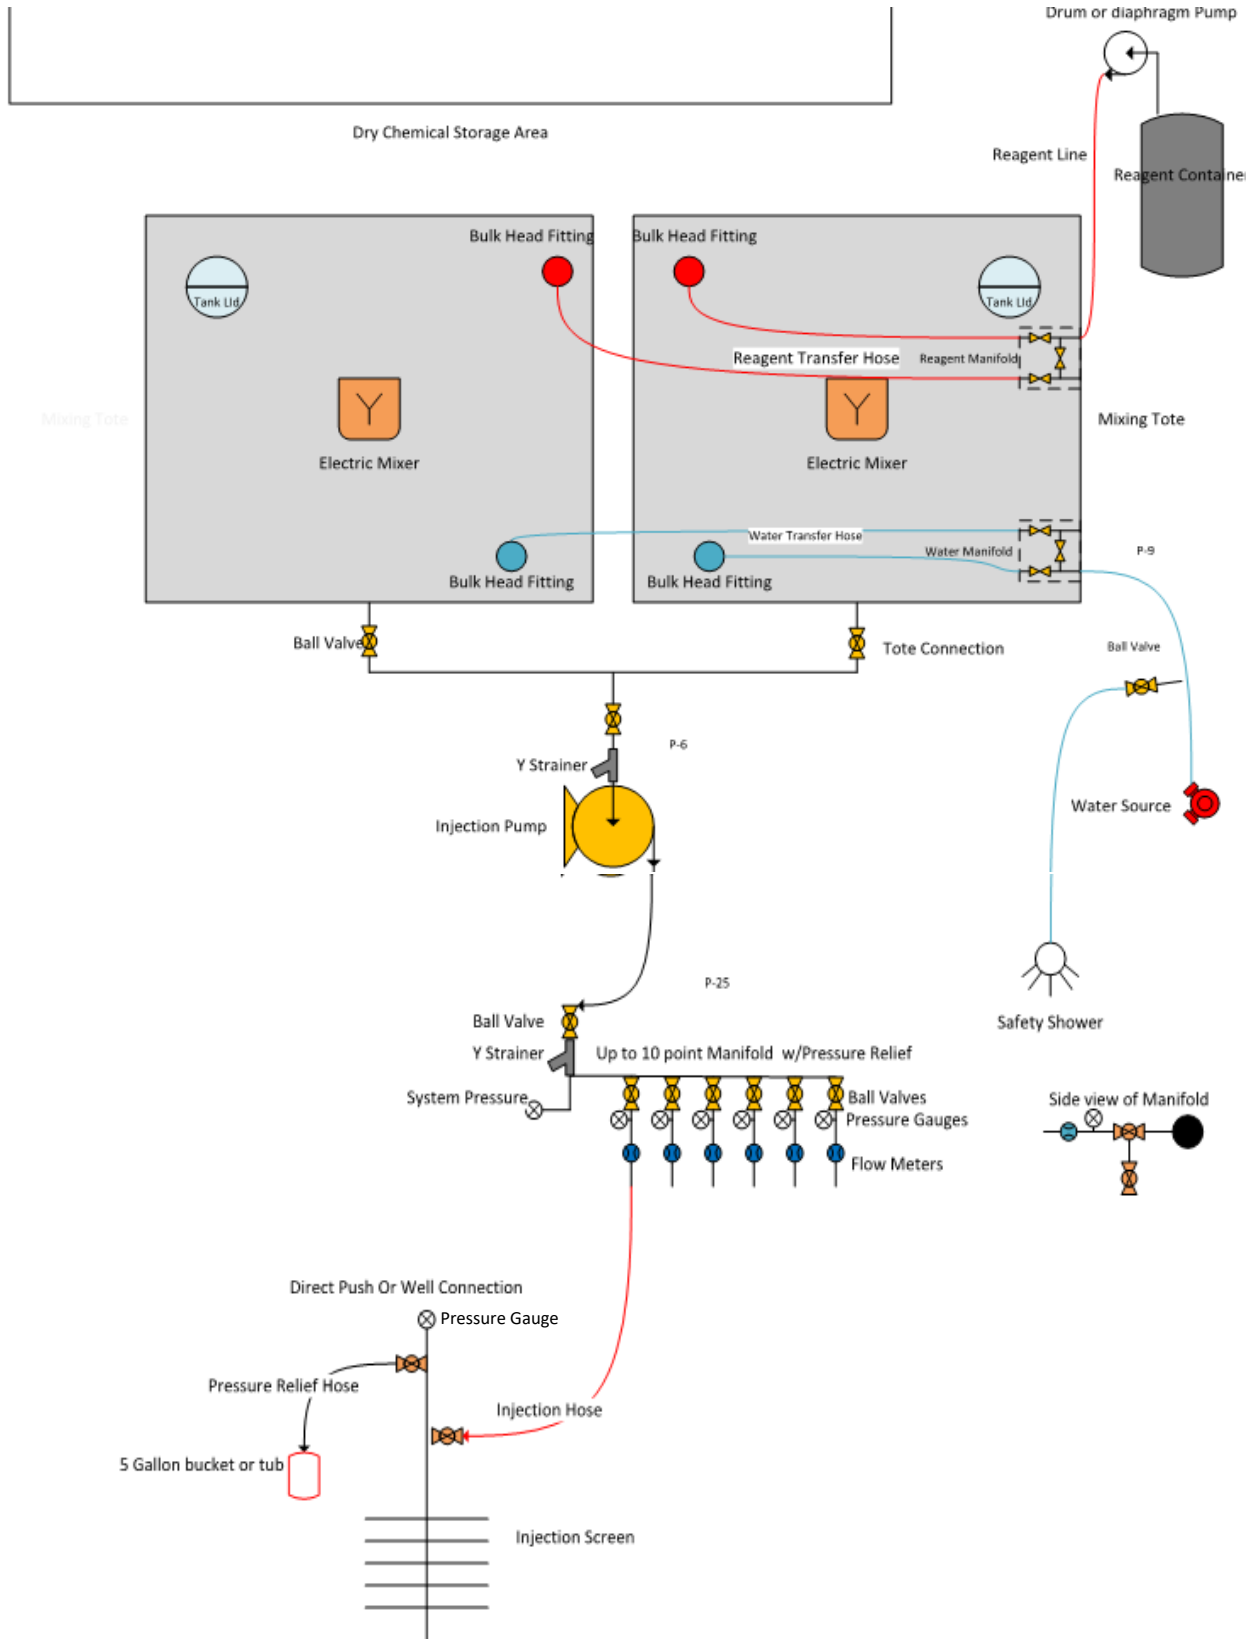 Drum or diaphragm Pump
Dry Chemical Storage Area
Reagent Line
Reagent Container
Bulk Head Fitting
Bulk Head Fitting
Tank LId
Tank LId
Reagent Transfer Hose
Reagent Manifold
Mixing Tote
Mixing Tote
Electric Mixer
Electric Mixer
Water Transfer Hose
Water Manifold
P-9
Bulk Head Fitting
Bulk Head Fitting
Ball Valve
Tote Connection
Ball Valve
P-6
Y Strainer
Injection Pump
Water Source
P-25
Ball Valve
Safety Shower
Y Strainer
Up to 10 point Manifold w/Pressure Relief
System Pressure
Ball Valves
Side view of Manifold
Pressure Gauges
Flow Meters
Direct Push Or Well Connection
Pressure Gauge
Pressure Relief Hose
Injection Hose
5 Gallon bucket or tub
Injection Screen